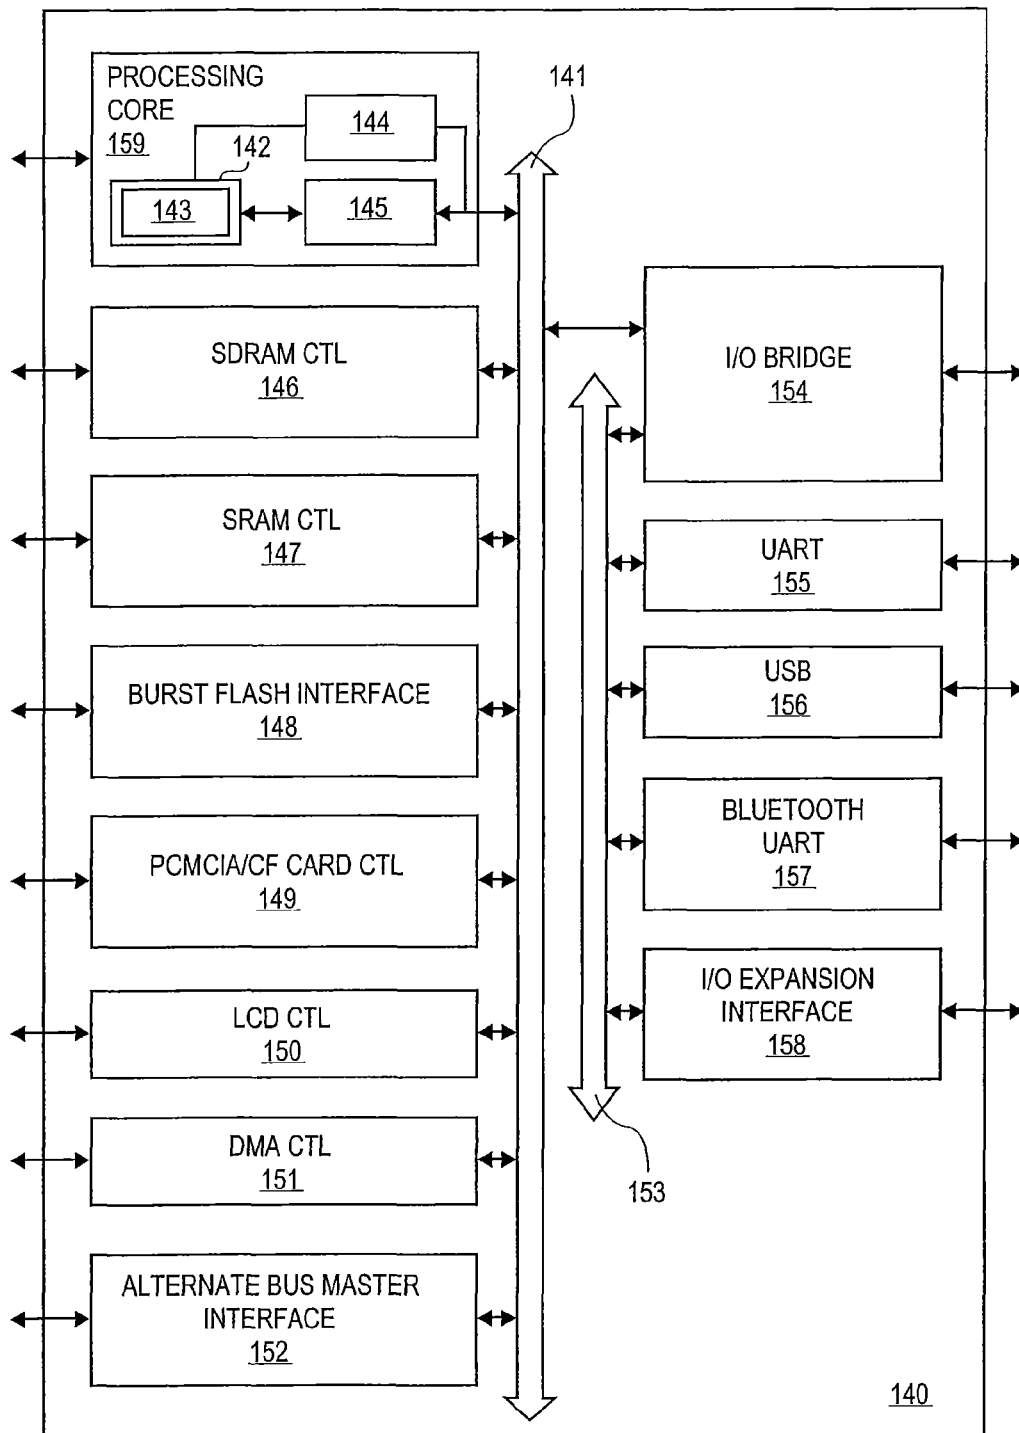 PROCESSING
CORE
159
142
144
143
145
141
SDRAM CTL
146
SRAM CTL
147
BURST FLASH INTERFACE
148
PCMCIA/CF CARD CTL
149
LCD CTL
150
DMA CTL
151
ALTERNATE BUS MASTER
INTERFACE
152
I/O BRIDGE
154
UART
155
USB
156
BLUETOOTH
UART
157
I/O EXPANSION
INTERFACE
158
153
140